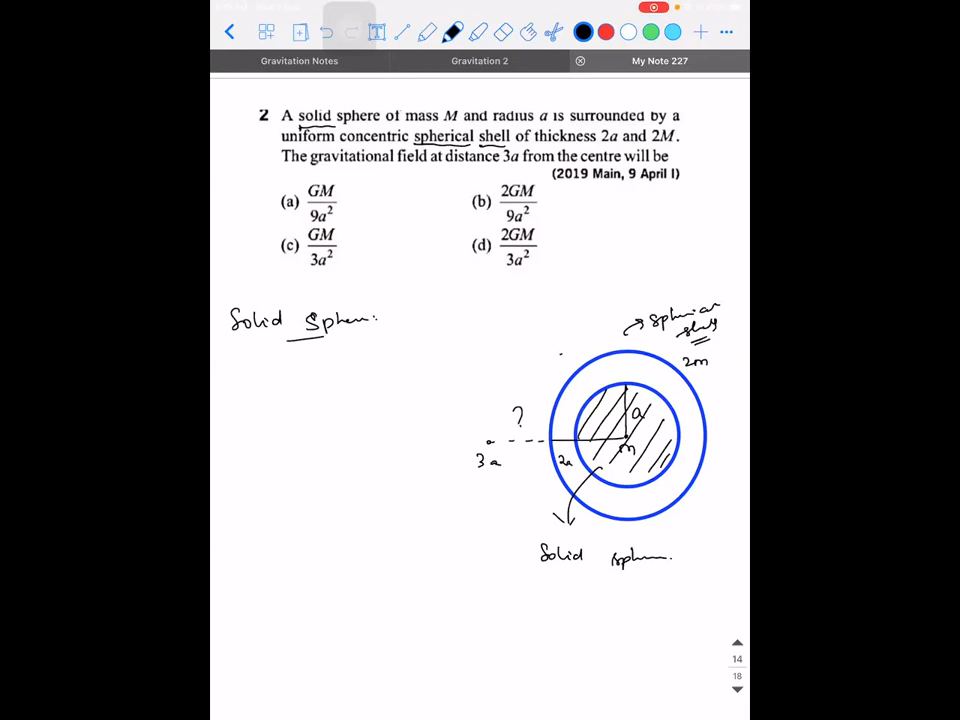 Gravitation Notes
Gravitation 2
My Note 227
2 A solid sphere of mass M and radius a is surrounded by a
uniform concentric spherical shell of thickness 2a and 2M.
The gravitational field at distance 3a from the centre will be
(2019 Main, 9 April I)
(a) GM/9a² (b) 2GM/9a²
(c) GM/3a² (d) 2GM/3a²
Solid Sphere:
spherical
shell
2m
a
?
m
3a
2a
Solid sphere.
14
18